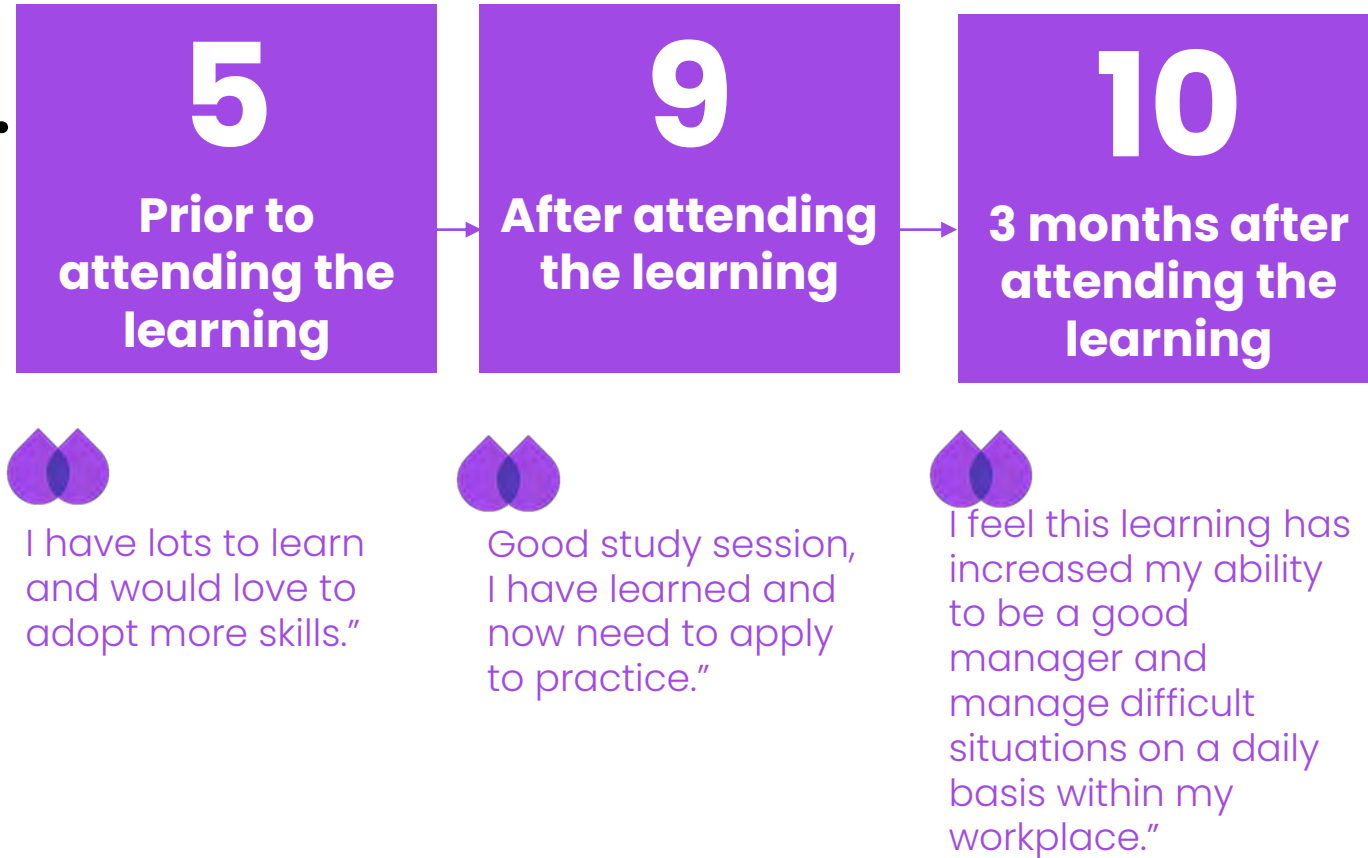 5
Prior to
attending the
learning
9
After attending
the learning
10
3 months after
attending the
learning
I have lots to learn
and would love to
adopt more skills.”
Good study session,
I have learned and
now need to apply
to practice.”
I feel this learning has
increased my ability
to be a good
manager and
manage difficult
situations on a daily
basis within my
workplace.”